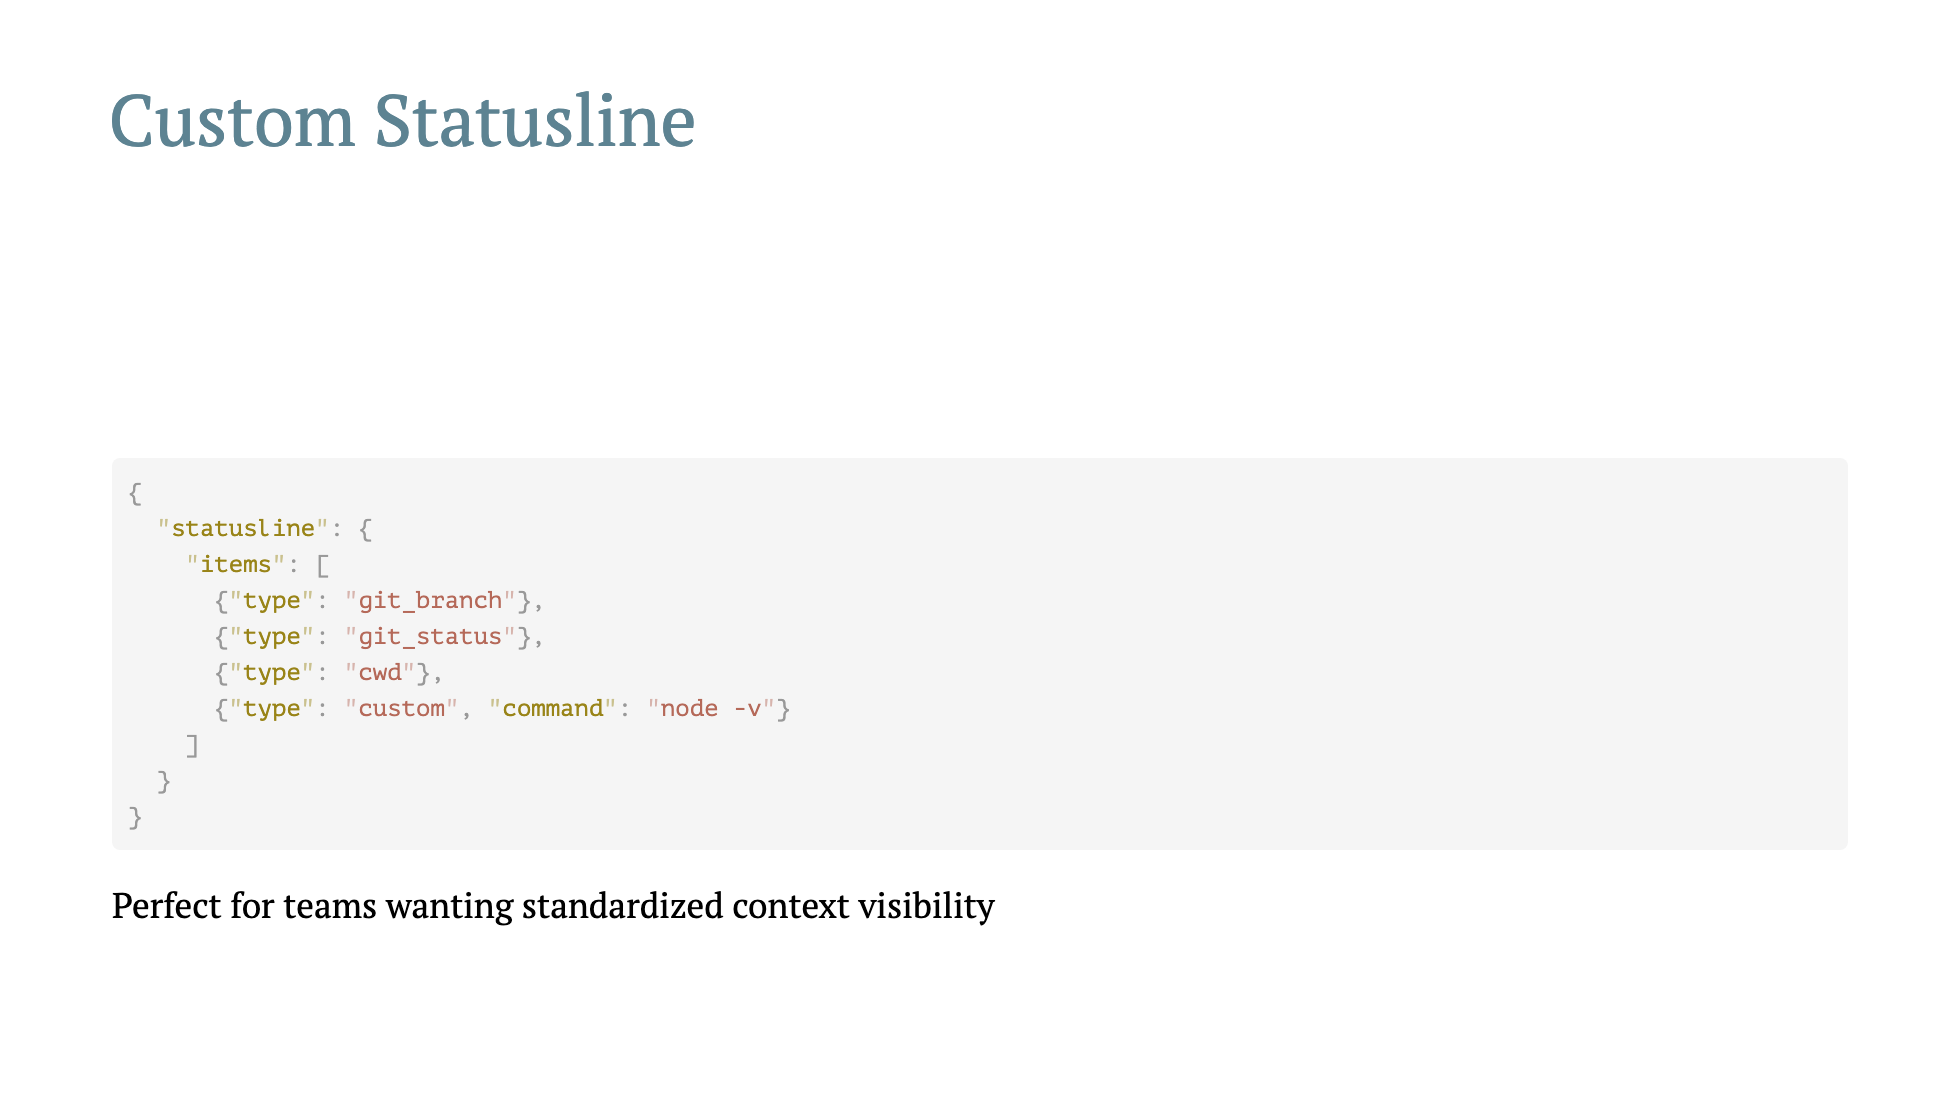 Custom Statusline
{
  "statusline": {
    "items": [
      {"type": "git_branch"},
      {"type": "git_status"},
      {"type": "cwd"},
      {"type": "custom", "command": "node -v"}
    ]
  }
}
Perfect for teams wanting standardized context visibility